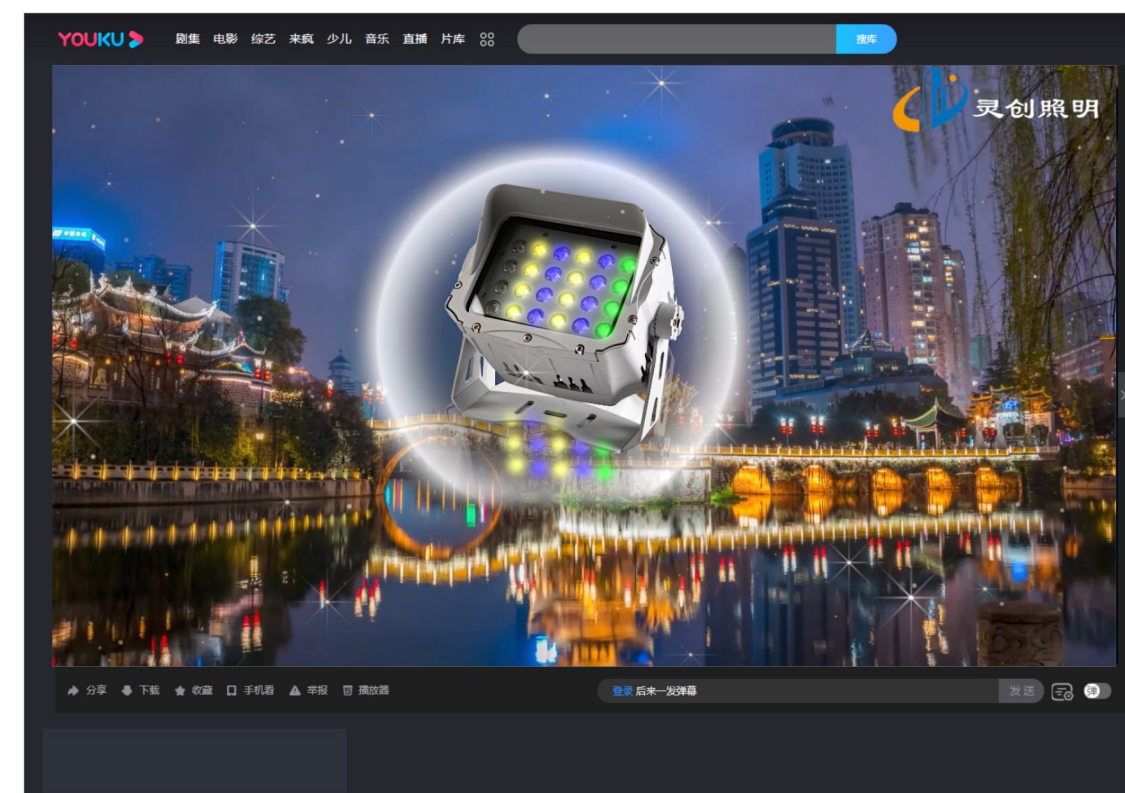 YOUKU 剧集 电影 综艺 来疯 少儿 音乐 直播 片库 搜库
灵创照明
分享 下载 收藏 手机看 举报 播放器 登录 后来一发弹幕 发送 弹